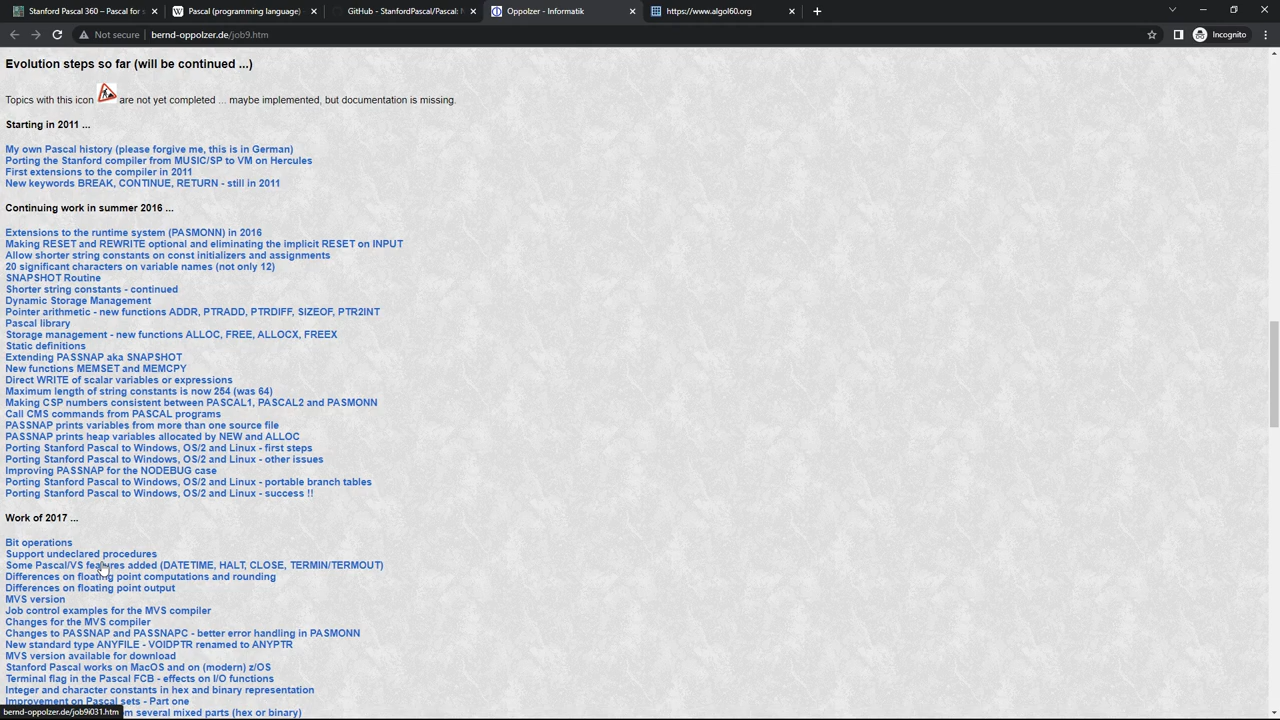 Stanford Pascal 360 – Pascal for s
Pascal (programming language)
GitHub - StanfordPascal/Pascal:
Oppolzer - Informatik
https://www.algol60.org
Not secure
bernd-oppolzer.de/job9.htm
Incognito
Evolution steps so far (will be continued ...)
Topics with this icon are not yet completed ... maybe implemented, but documentation is missing.
Starting in 2011 ...
My own Pascal history (please forgive me, this is in German)
Porting the Stanford compiler from MUSIC/SP to VM on Hercules
First extensions to the compiler in 2011
New keywords BREAK, CONTINUE, RETURN - still in 2011
Continuing work in summer 2016 ...
Extensions to the runtime system (PASMONN) in 2016
Making RESET and REWRITE optional and eliminating the implicit RESET on INPUT
Allow shorter string constants on const initializers and assignments
20 significant characters on variable names (not only 12)
SNAPSHOT Routine
Shorter string constants - continued
Dynamic Storage Management
Pointer arithmetic - new functions ADDR, PTRADD, PTRDIFF, SIZEOF, PTR2INT
Pascal library
Storage management - new functions ALLOC, FREE, ALLOCX, FREEX
Static definitions
Extending PASSNAP aka SNAPSHOT
New functions MEMSET and MEMCPY
Direct WRITE of scalar variables or expressions
Maximum length of string constants is now 254 (was 64)
Making CSP numbers consistent between PASCAL1, PASCAL2 and PASMONN
Call CMS commands from PASCAL programs
PASSNAP prints variables from more than one source file
PASSNAP prints heap variables allocated by NEW and ALLOC
Porting Stanford Pascal to Windows, OS/2 and Linux - first steps
Porting Stanford Pascal to Windows, OS/2 and Linux - other issues
Improving PASSNAP for the NODEBUG case
Porting Stanford Pascal to Windows, OS/2 and Linux - portable branch tables
Porting Stanford Pascal to Windows, OS/2 and Linux - success !!
Work of 2017 ...
Bit operations
Support undeclared procedures
Some Pascal/VS features added (DATETIME, HALT, CLOSE, TERMIN/TERMOUT)
Differences on floating point computations and rounding
Differences on floating point output
MVS version
Job control examples for the MVS compiler
Changes for the MVS compiler
Changes to PASSNAP and PASSNAPC - better error handling in PASMONN
New standard type ANYFILE - VOIDPTR renamed to ANYPTR
MVS version available for download
Stanford Pascal works on MacOS and on (modern) z/OS
Terminal flag in the Pascal FCB - effects on I/O functions
Integer and character constants in hex and binary representation
Improvement on Pascal sets - Part one
bernd-oppolzer.de/job9i031.htm
m several mixed parts (hex or binary)